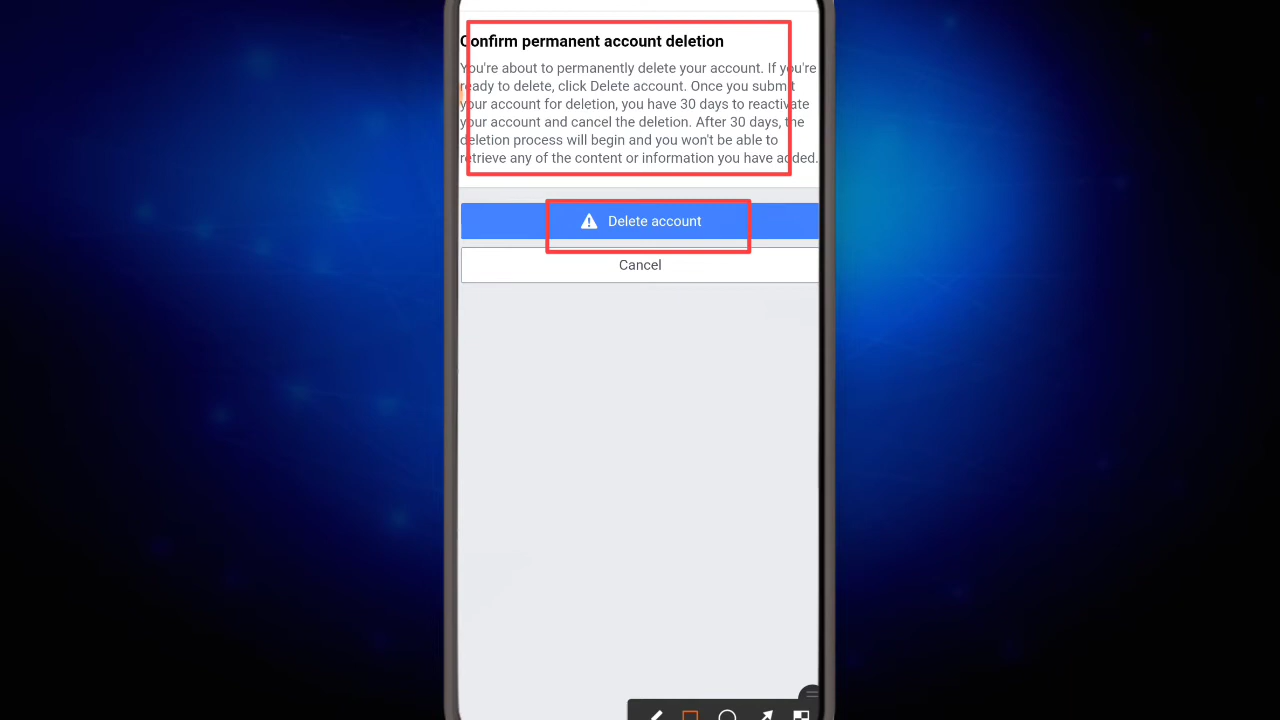 Confirm permanent account deletion
You're about to permanently delete your account. If you're
ready to delete, click Delete account. Once you submit
your account for deletion, you have 30 days to reactivate
your account and cancel the deletion. After 30 days, the
deletion process will begin and you won't be able to
retrieve any of the content or information you have added.
Delete account
Cancel